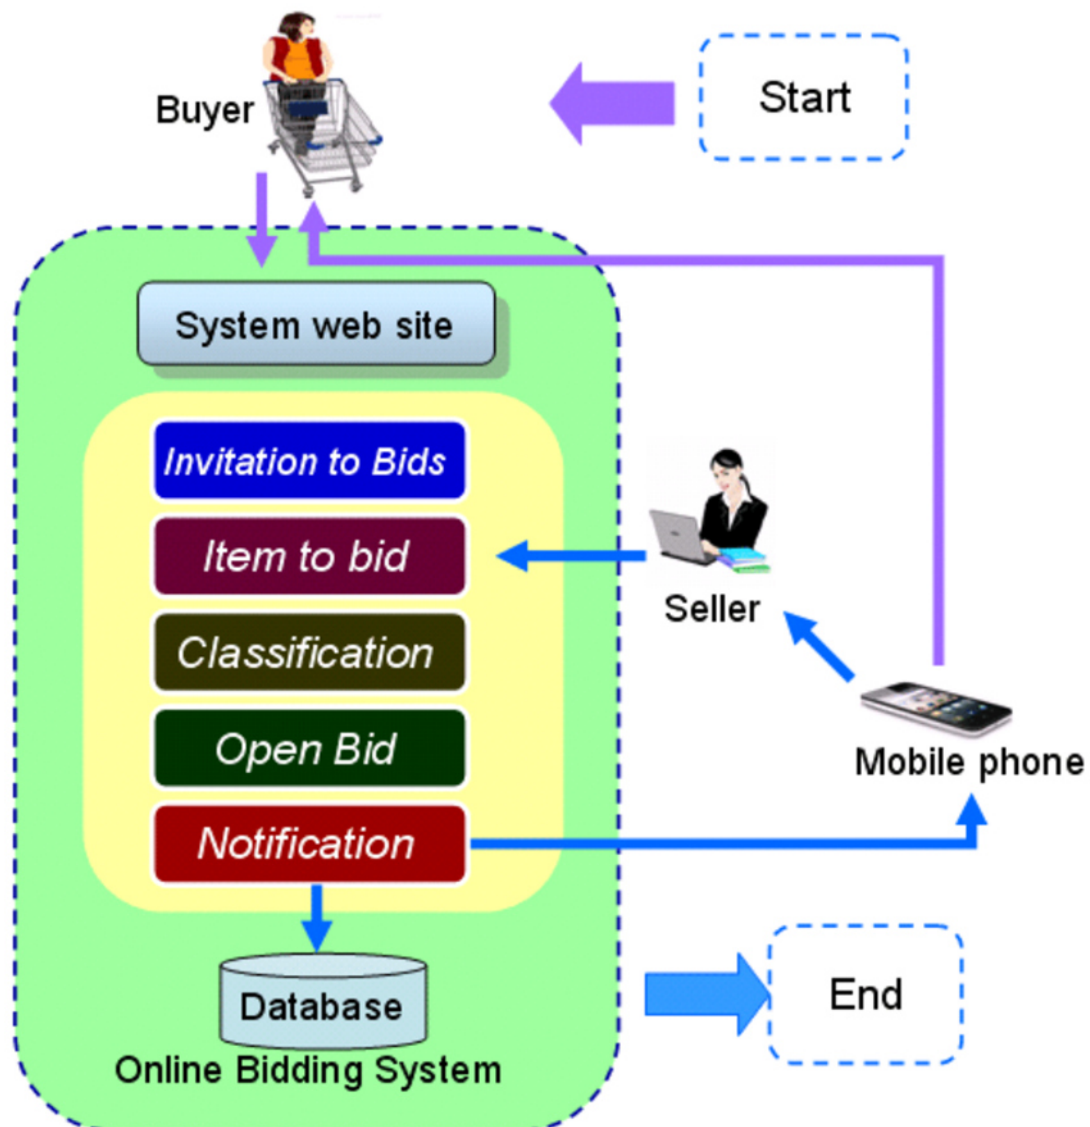 Start
Buyer
System web site
Invitation to Bids
Item to bid
Classification
Open Bid
Notification
Seller
Mobile phone
Database
Online Bidding System
End